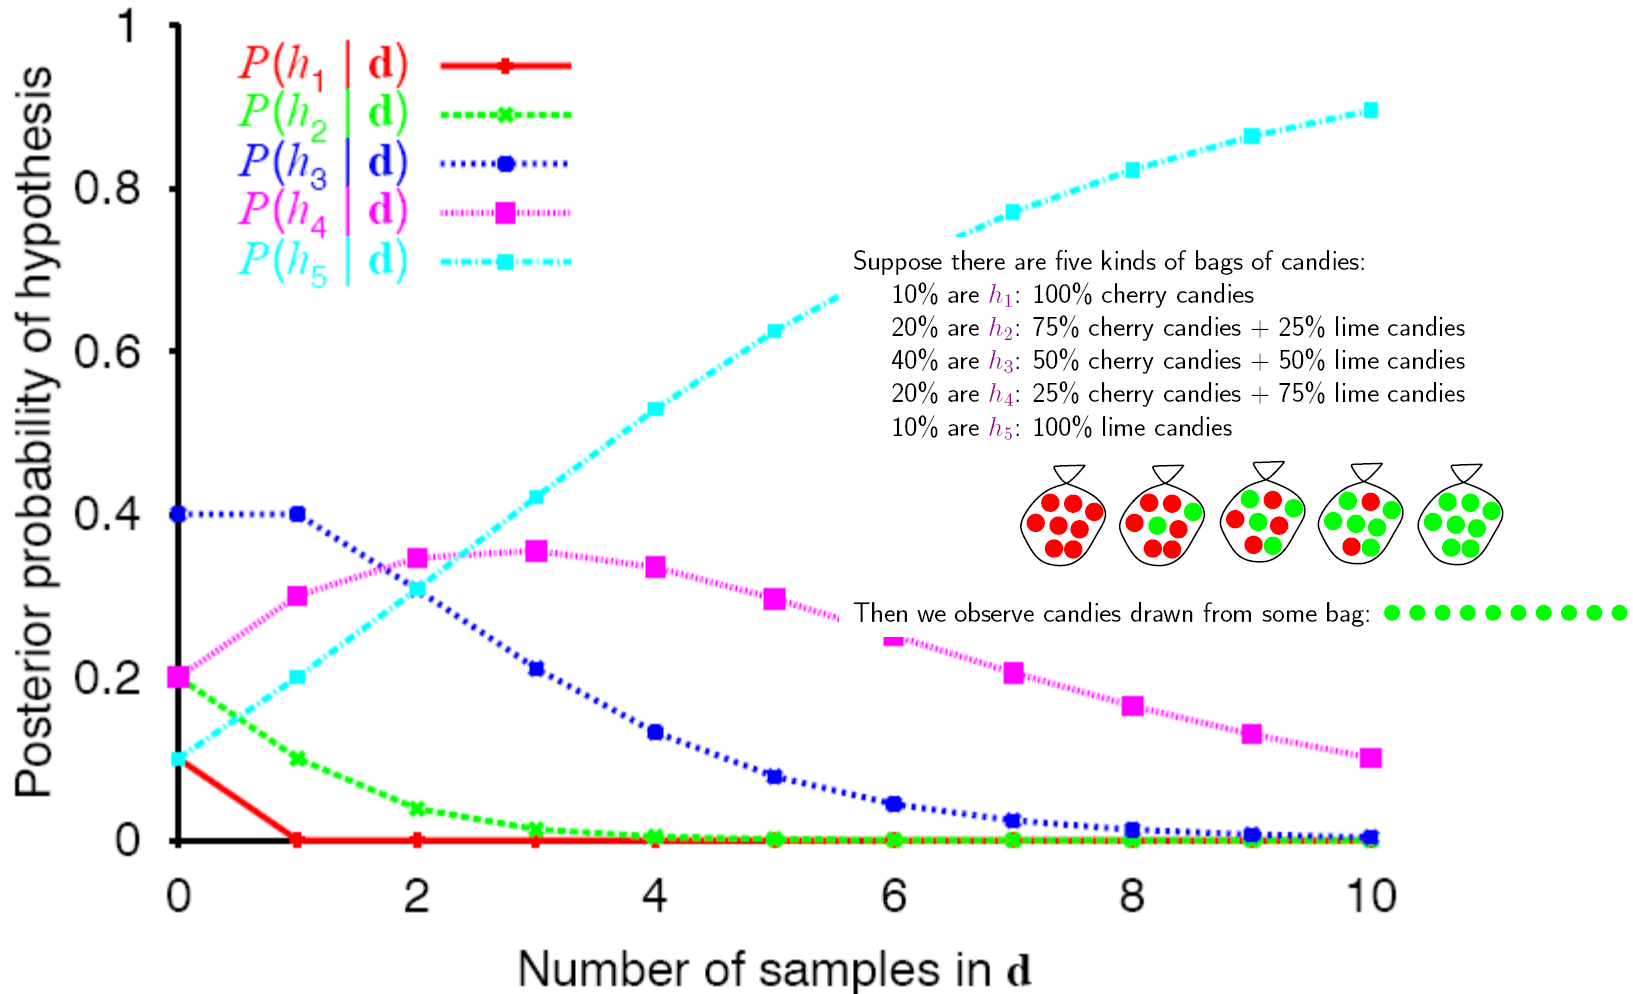 1
0.8
0.6
0.4
0.2
0
Posterior probability of hypothesis
P(h1 | d)
P(h2 | d)
P(h3 | d)
P(h4 | d)
P(h5 | d)
Suppose there are five kinds of bags of candies:
10% are h1: 100% cherry candies
20% are h2: 75% cherry candies + 25% lime candies
40% are h3: 50% cherry candies + 50% lime candies
20% are h4: 25% cherry candies + 75% lime candies
10% are h5: 100% lime candies
Then we observe candies drawn from some bag:
0 2 4 6 8 10
Number of samples in d